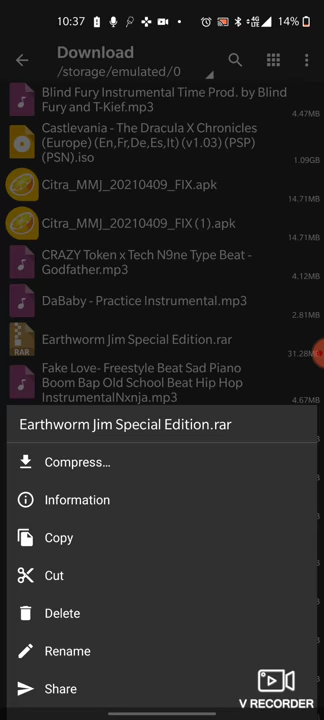 10:37
4G
14%
Download
/storage/emulated/0
Blind Fury Instrumental Time Prod. by Blind
Fury and T-Kief.mp3
4.47MB
Castlevania - The Dracula X Chronicles
(Europe) (En,Fr,De,Es,It) (v1.03) (PSP)
(PSN).iso
1.09GB
Citra_MMJ_20210409_FIX.apk
14.71MB
Citra_MMJ_20210409_FIX (1).apk
14.71MB
CRAZY Token x Tech N9ne Type Beat -
Godfather.mp3
4.12MB
DaBaby - Practice Instrumental.mp3
2.81MB
RAR
Earthworm Jim Special Edition.rar
31.28MB
Fake Love- Freestyle Beat Sad Piano
Boom Bap Old School Beat Hip Hop
InstrumentalNxnja.mp3
4.67MB
Earthworm Jim Special Edition.rar
Compress...
Information
Copy
Cut
Delete
Rename
Share
V RECORDER